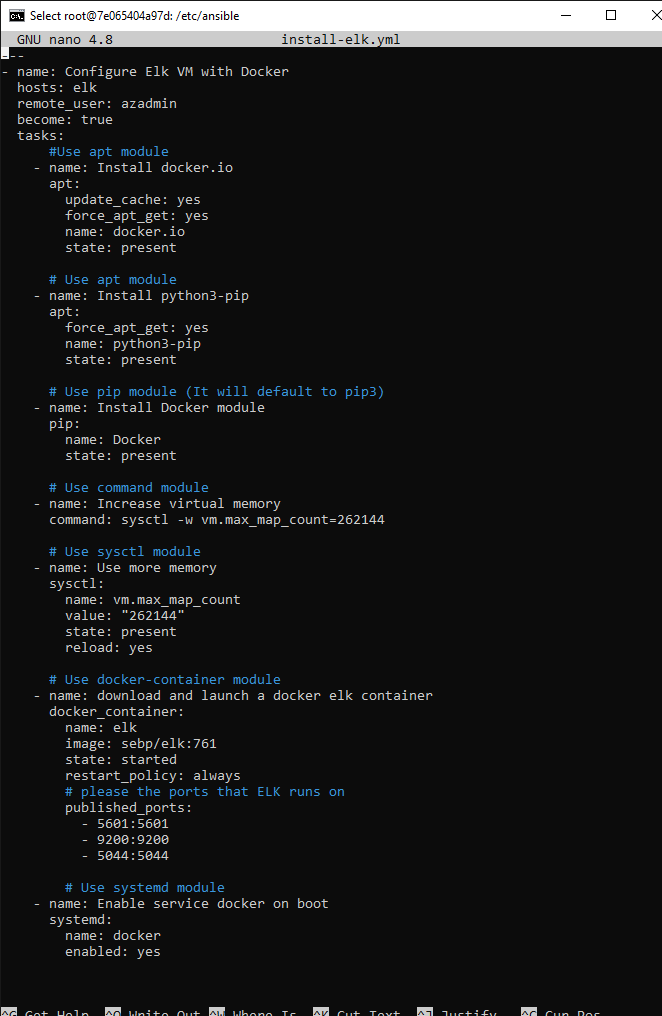 Select root@7e065404a97d: /etc/ansible
GNU nano 4.8 install-elk.yml
---
- name: Configure Elk VM with Docker
  hosts: elk
  remote_user: azadmin
  become: true
  tasks:
      #Use apt module
    - name: Install docker.io
      apt:
        update_cache: yes
        force_apt_get: yes
        name: docker.io
        state: present

      # Use apt module
    - name: Install python3-pip
      apt:
        force_apt_get: yes
        name: python3-pip
        state: present

      # Use pip module (It will default to pip3)
    - name: Install Docker module
      pip:
        name: Docker
        state: present

      # Use command module
    - name: Increase virtual memory
      command: sysctl -w vm.max_map_count=262144

      # Use sysctl module
    - name: Use more memory
      sysctl:
        name: vm.max_map_count
        value: "262144"
        state: present
        reload: yes

      # Use docker-container module
    - name: download and launch a docker elk container
      docker_container:
        name: elk
        image: sebp/elk:761
        state: started
        restart_policy: always
        # please the ports that ELK runs on
        published_ports:
          - 5601:5601
          - 9200:9200
          - 5044:5044

        # Use systemd module
    - name: Enable service docker on boot
      systemd:
        name: docker
        enabled: yes
^G Get Help ^O Write Out ^W Where Is ^K Cut Text ^J Justify ^C Cur Pos